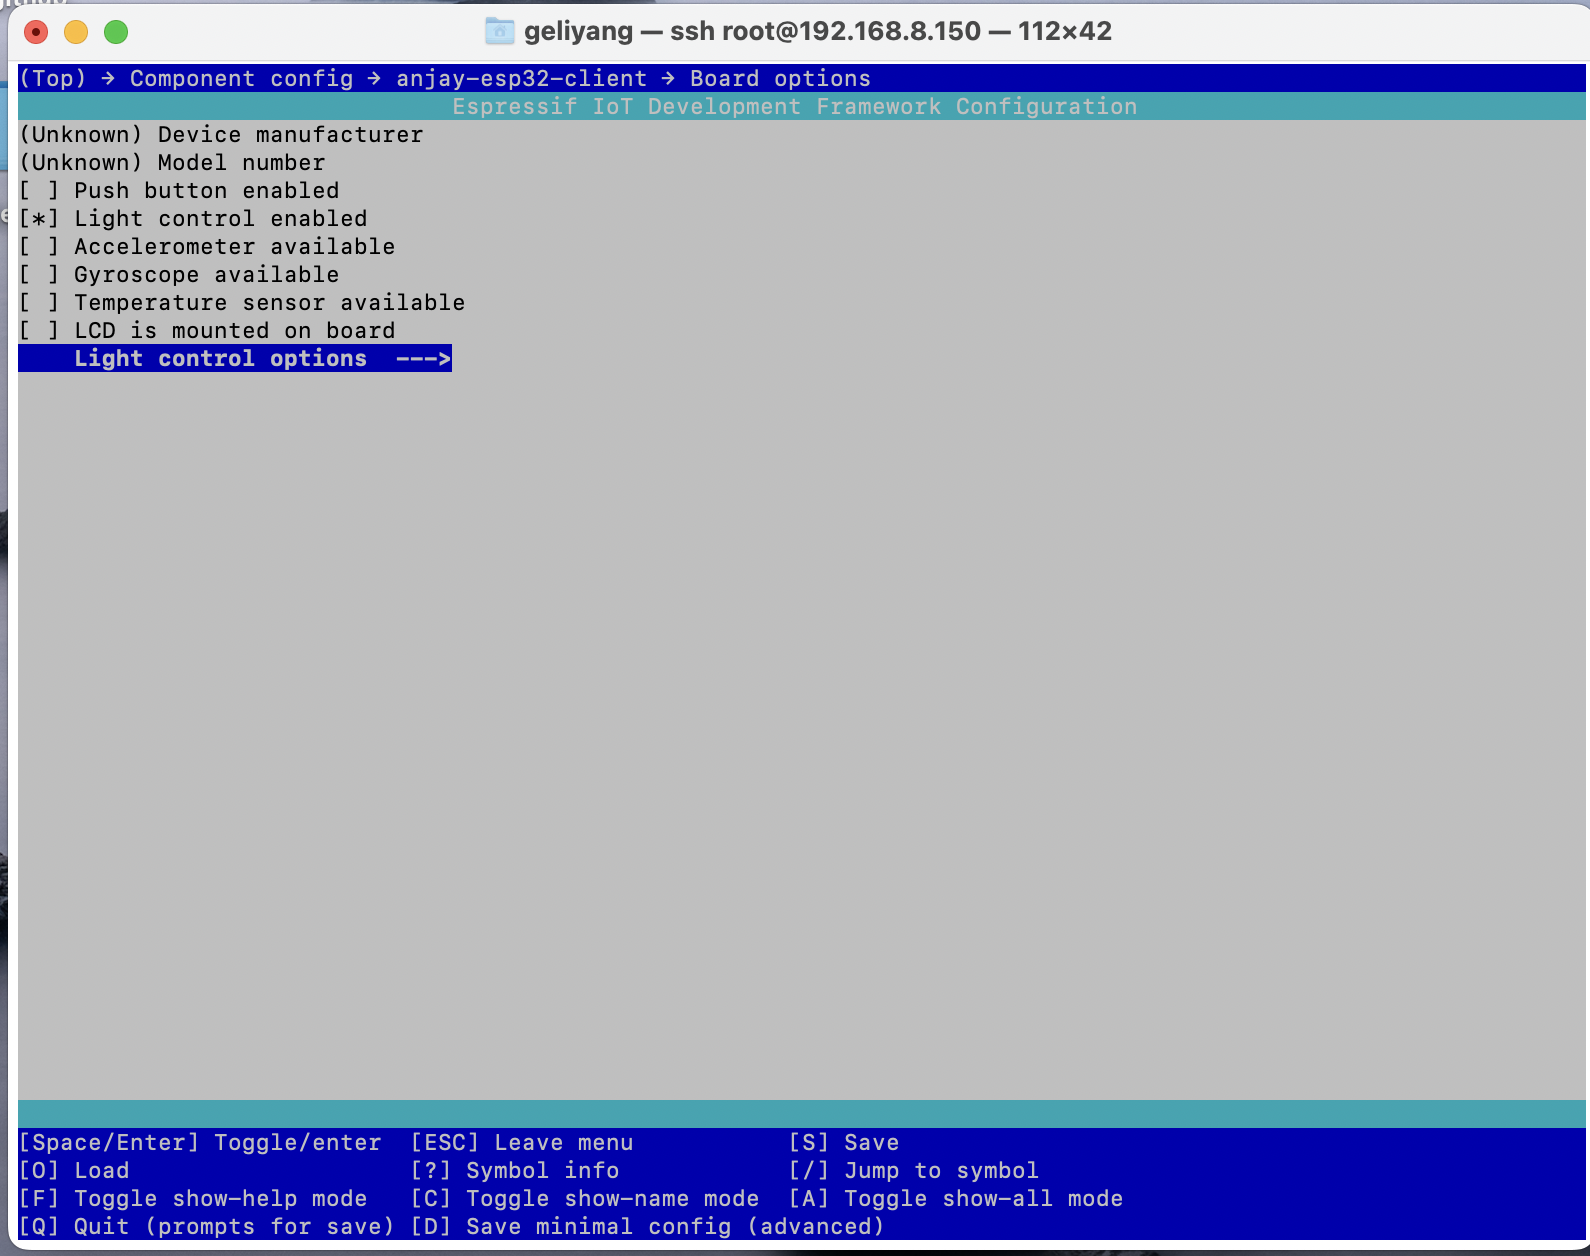 geliyang — ssh root@192.168.8.150 — 112×42
(Top) → Component config → anjay-esp32-client → Board options
Espressif IoT Development Framework Configuration
(Unknown) Device manufacturer
(Unknown) Model number
[ ] Push button enabled
[*] Light control enabled
[ ] Accelerometer available
[ ] Gyroscope available
[ ] Temperature sensor available
[ ] LCD is mounted on board
Light control options --->
[Space/Enter] Toggle/enter [ESC] Leave menu [S] Save
[O] Load [?] Symbol info [/] Jump to symbol
[F] Toggle show-help mode [C] Toggle show-name mode [A] Toggle show-all mode
[Q] Quit (prompts for save) [D] Save minimal config (advanced)